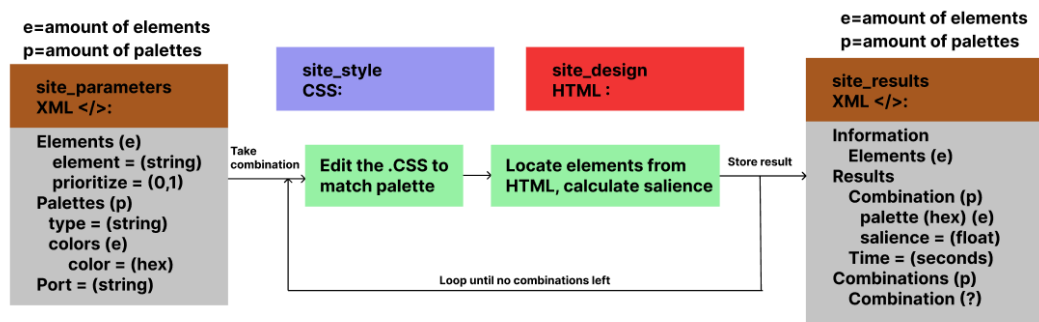 e=amount of elements
p=amount of palettes
site_parameters
XML </>:
Elements (e)
element = (string)
prioritize = (0,1)
Palettes (p)
type = (string)
colors (e)
color = (hex)
Port = (string)
site_style
CSS:
site_design
HTML :
Take
combination
Edit the .CSS to
match palette
Locate elements from
HTML, calculate salience
Store result
Loop until no combinations left
e=amount of elements
p=amount of palettes
site_results
XML </>:
Information
Elements (e)
Results
Combination (p)
palette (hex) (e)
salience = (float)
Time = (seconds)
Combinations (p)
Combination (?)